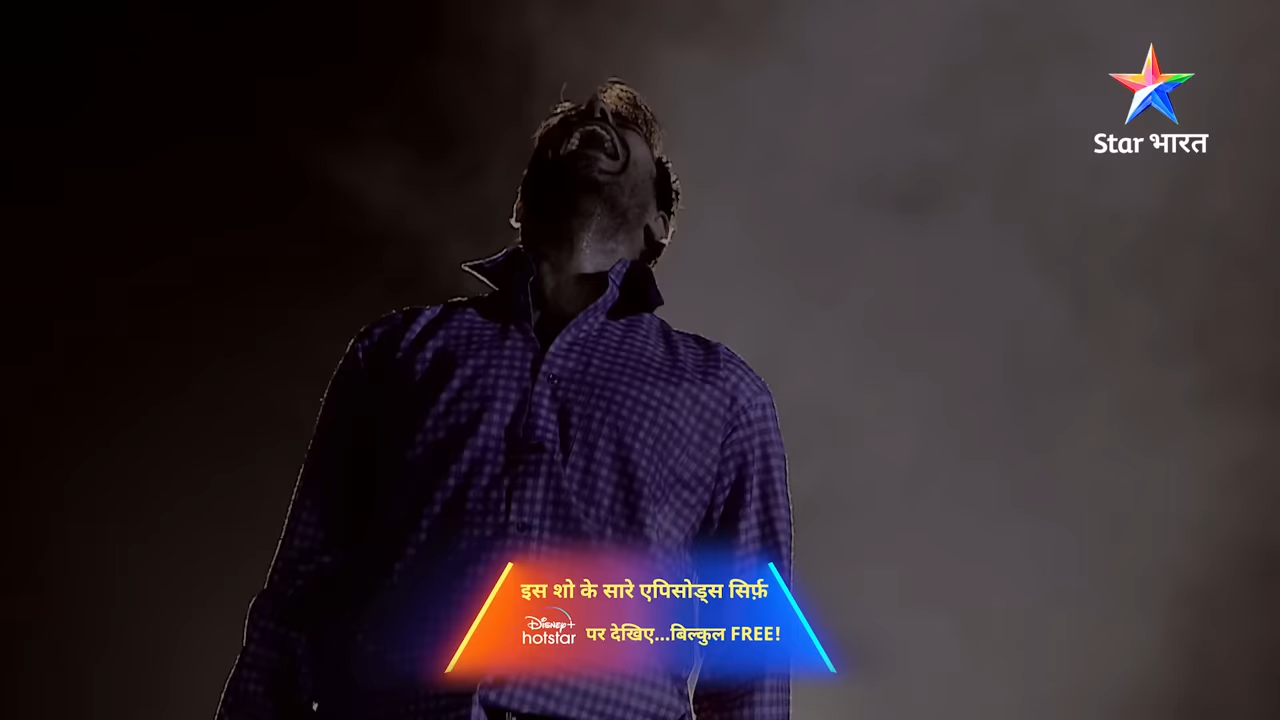 Star भारत
इस शो के सारे एपिसोड्स सिर्फ़
Disney+ hotstar पर देखिए...बिल्कुल FREE!